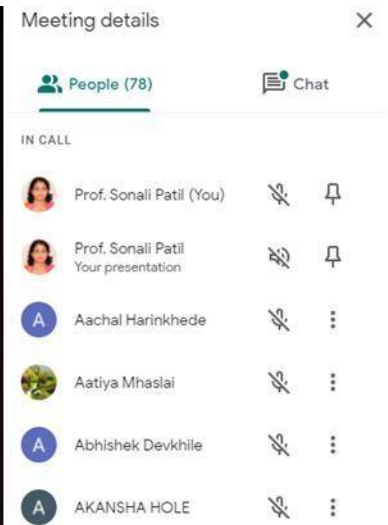 Meeting details
People (78)
Chat
IN CALL
Prof. Sonali Patil (You)
Prof. Sonali Patil
Your presentation
A
Aachal Harinkhede
Aatiya Mhaslai
A
Abhishek Devkhile
A
AKANSHA HOLE